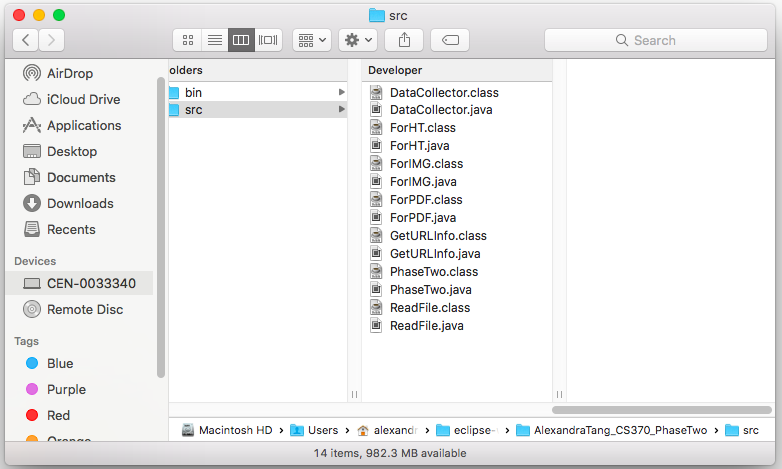 src
Search
AirDrop
iCloud Drive
Applications
Desktop
Documents
Downloads
Recents
Devices
CEN-0033340
Remote Disc
Tags
Blue
Purple
Red
Orange
olders
bin
src
Developer
DataCollector.class
DataCollector.java
ForHT.class
ForHT.java
ForIMG.class
ForIMG.java
ForPDF.class
ForPDF.java
GetURLInfo.class
GetURLInfo.java
PhaseTwo.class
PhaseTwo.java
ReadFile.class
ReadFile.java
Macintosh HD Users alexandr eclipse- AlexandraTang_CS370_PhaseTwo src
14 items, 982.3 MB available